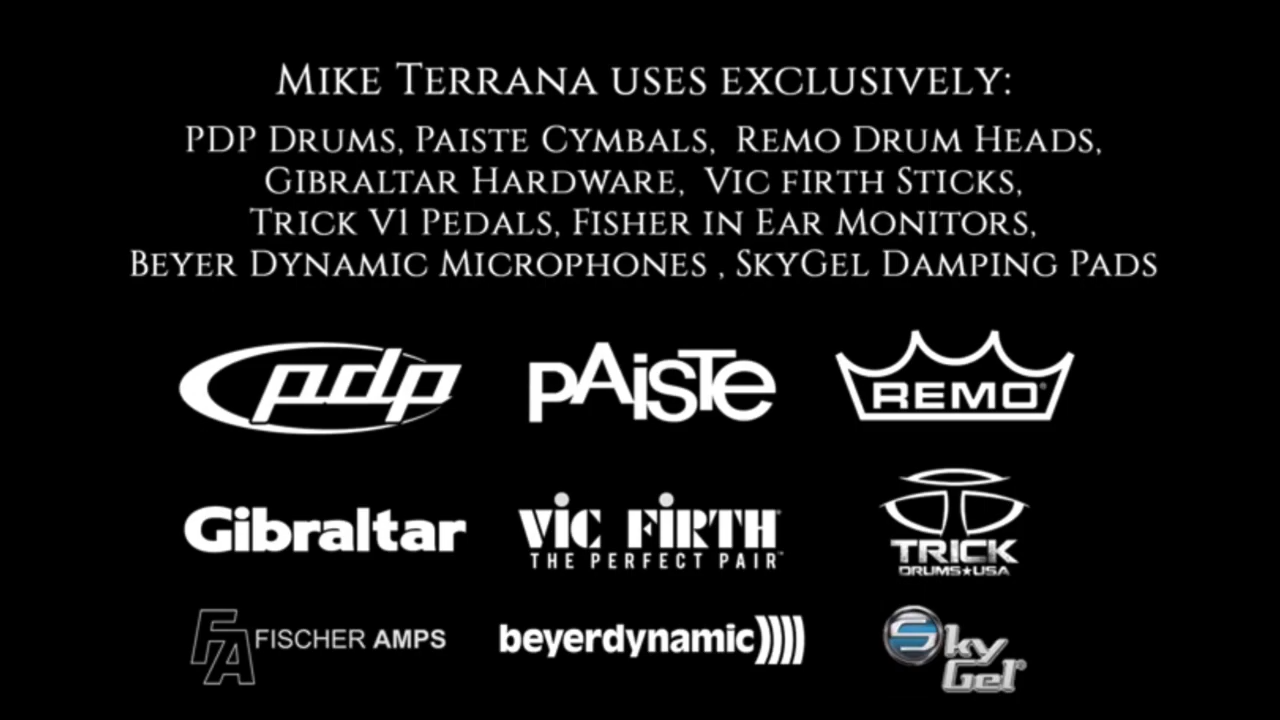 Mike Terrana uses exclusively:
PDP Drums, Paiste Cymbals, Remo Drum Heads,
Gibraltar Hardware, Vic firth Sticks,
Trick V1 Pedals, Fisher in Ear Monitors,
Beyer Dynamic Microphones , SkyGel Damping Pads
pdp
PAiSTe
REMO®
Gibraltar
ViC FiRTH
THE PERFECT PAIR™
TRICK
DRUMS★USA
FA FISCHER AMPS
beyerdynamic
Sky
Gel®